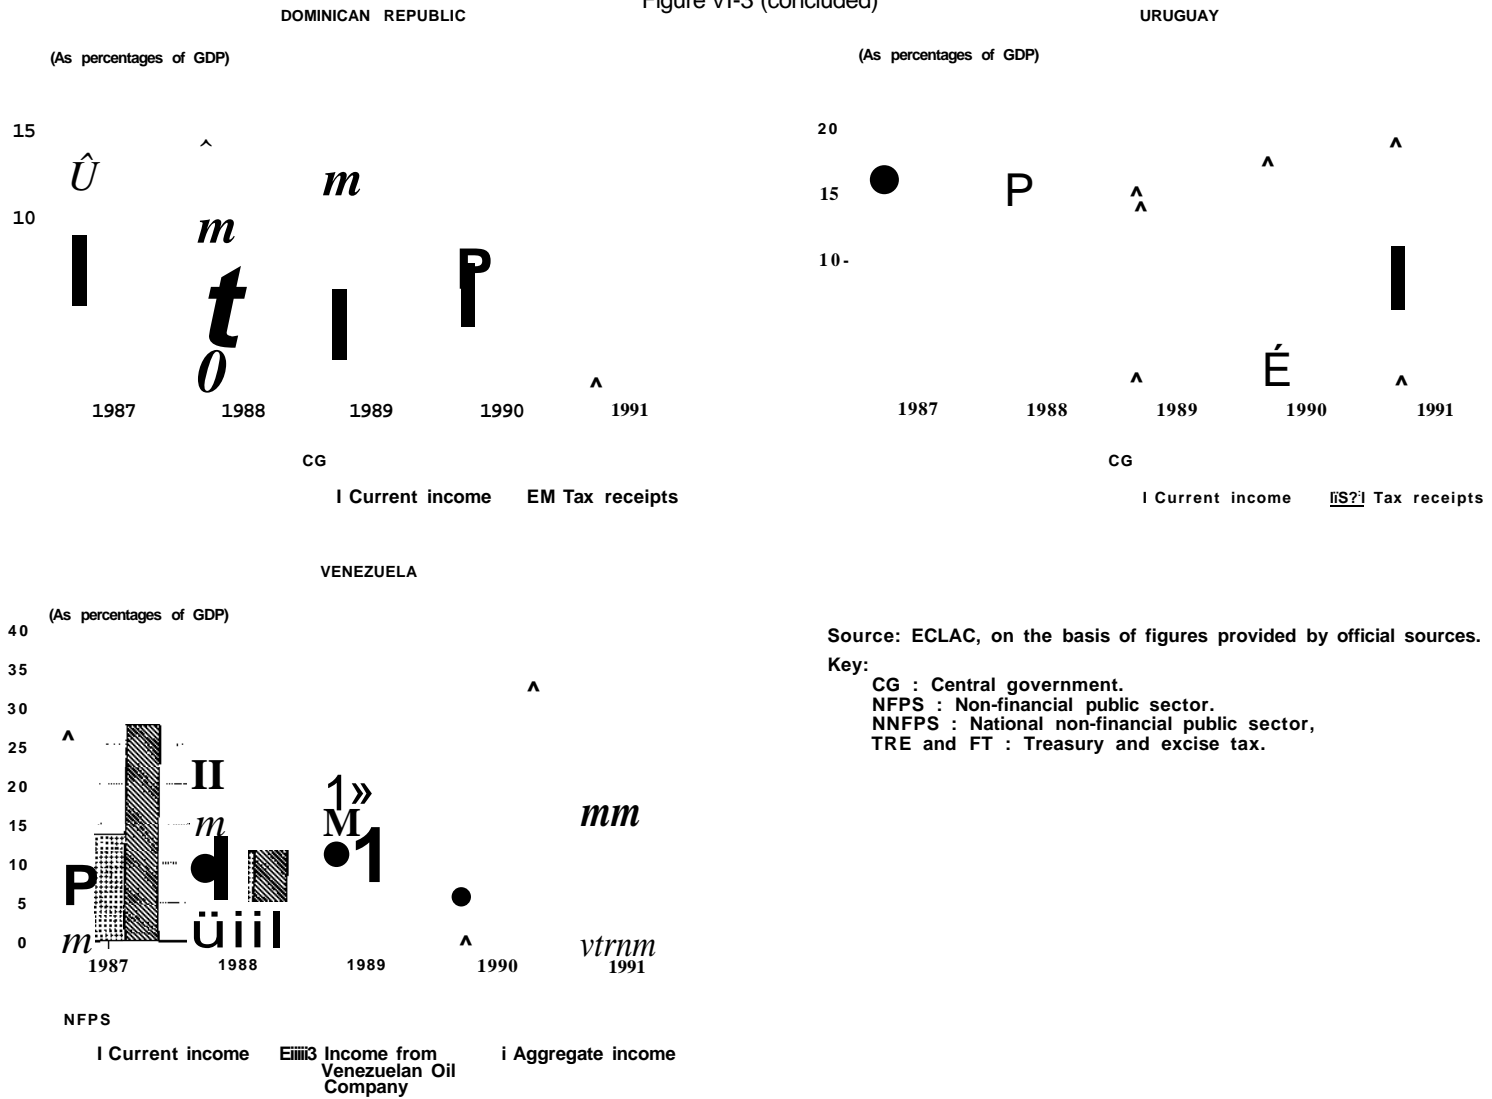 Figure VI-3 (concluded)
DOMINICAN REPUBLIC
(As percentages of GDP)
15
10
1987 1988 1989 1990 1991
CG
I Current income EM Tax receipts
URUGUAY
(As percentages of GDP)
20
15
10-
1987 1988 1989 1990 1991
CG
I Current income Tax receipts
VENEZUELA
(As percentages of GDP)
40
35
30
25
20
15
10
5
0
1987 1988 1989 1990 1991
NFPS
I Current income Income from i Aggregate income
Venezuelan Oil
Company
Source: ECLAC, on the basis of figures provided by official sources.
Key:
CG : Central government.
NFPS : Non-financial public sector.
NNFPS : National non-financial public sector,
TRE and FT : Treasury and excise tax.